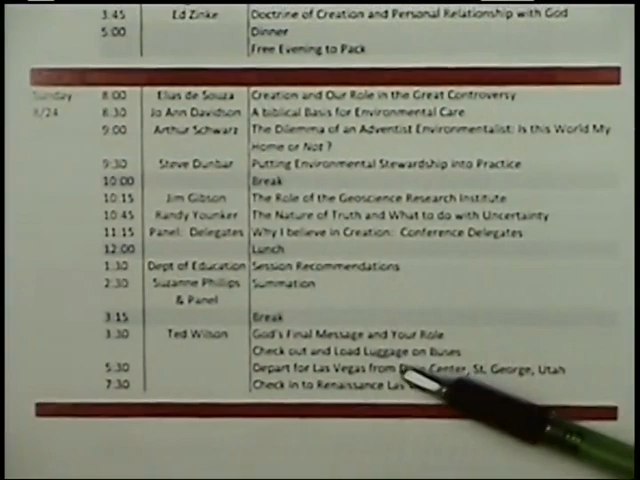 3:45 Ed Zinke Doctrine of Creation and Personal Relationship with God
5:00 Dinner
Free Evening to Pack
Sunday 8:00 Elias de Souza Creation and Our Role in the Great Controversy
8/24 8:30 Jo Ann Davidson A biblical Basis for Environmental Care
9:00 Arthur Schwarz The Dilemma of an Adventist Environmentalist: Is this World My
Home or Not ?
9:30 Steve Dunbar Putting Environmental Stewardship into Practice
10:00 Break
10:15 Jim Gibson The Role of the Geoscience Research Institute
10:45 Randy Younker The Nature of Truth and What to do with Uncertainty
11:15 Panel: Delegates Why I believe in Creation: Conference Delegates
12:00 Lunch
1:30 Dept of Education Session Recommendations
2:30 Suzanne Phillips Summation
& Panel
3:15 Break
3:30 Ted Wilson God's Final Message and Your Role
Check out and Load Luggage on Buses
5:30 Depart for Las Vegas from Center, St. George, Utah
7:30 Check in to Renaissance Las